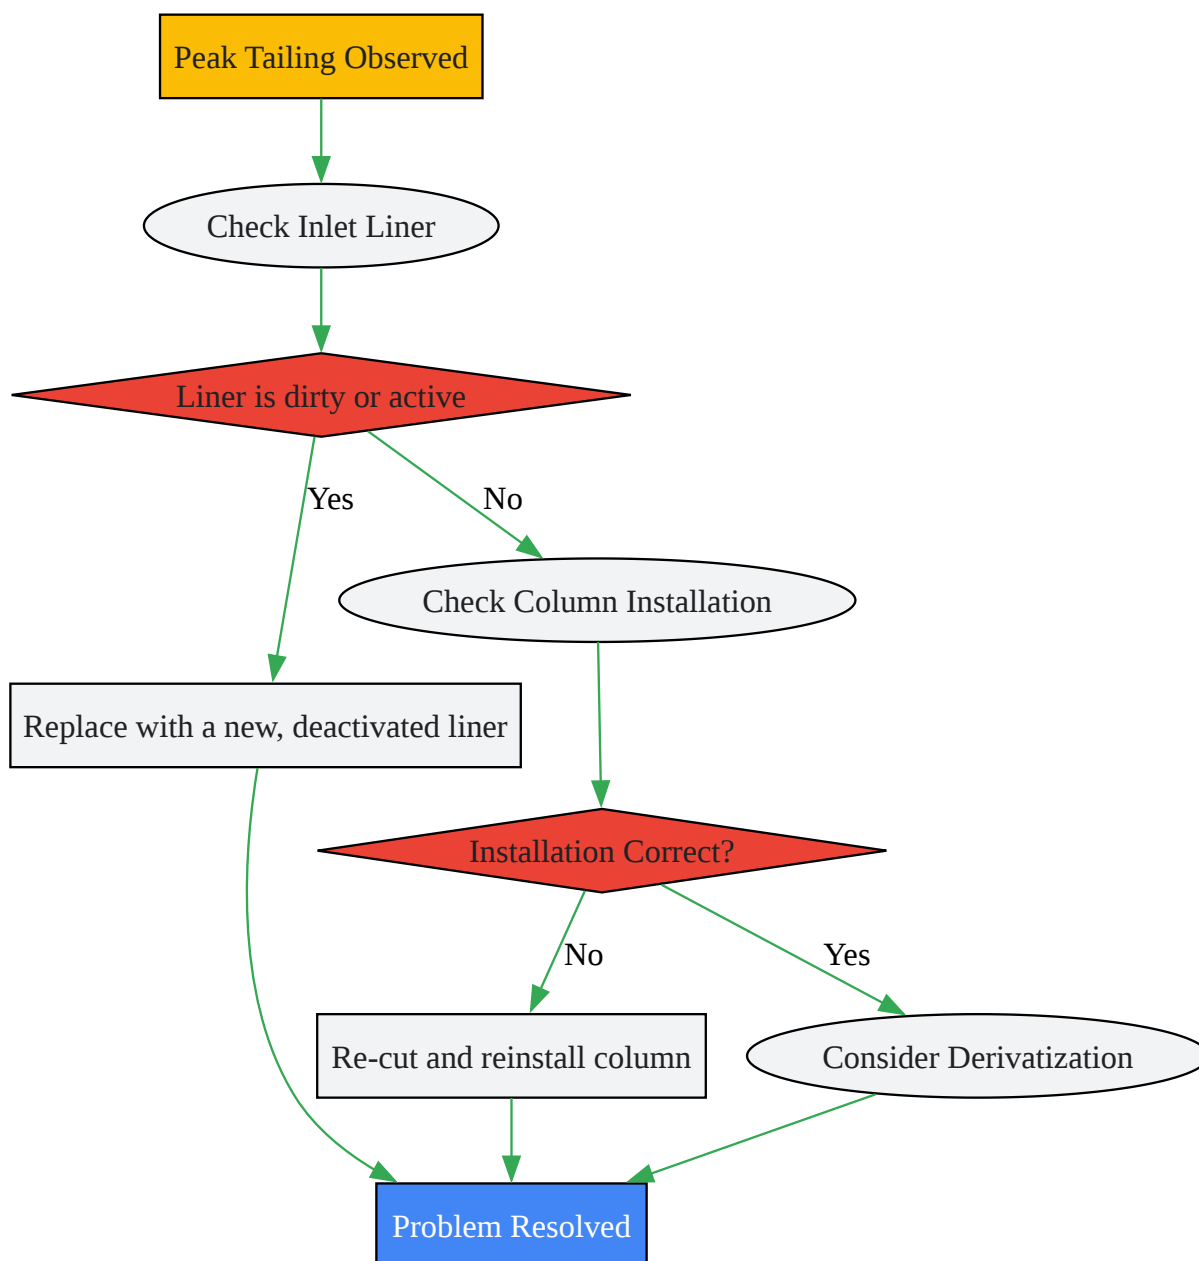 Peak Tailing Observed
Check Inlet Liner
Liner is dirty or active
Yes
No
Check Column Installation
Replace with a new, deactivated liner
Installation Correct?
No
Yes
Re-cut and reinstall column
Consider Derivatization
Problem Resolved